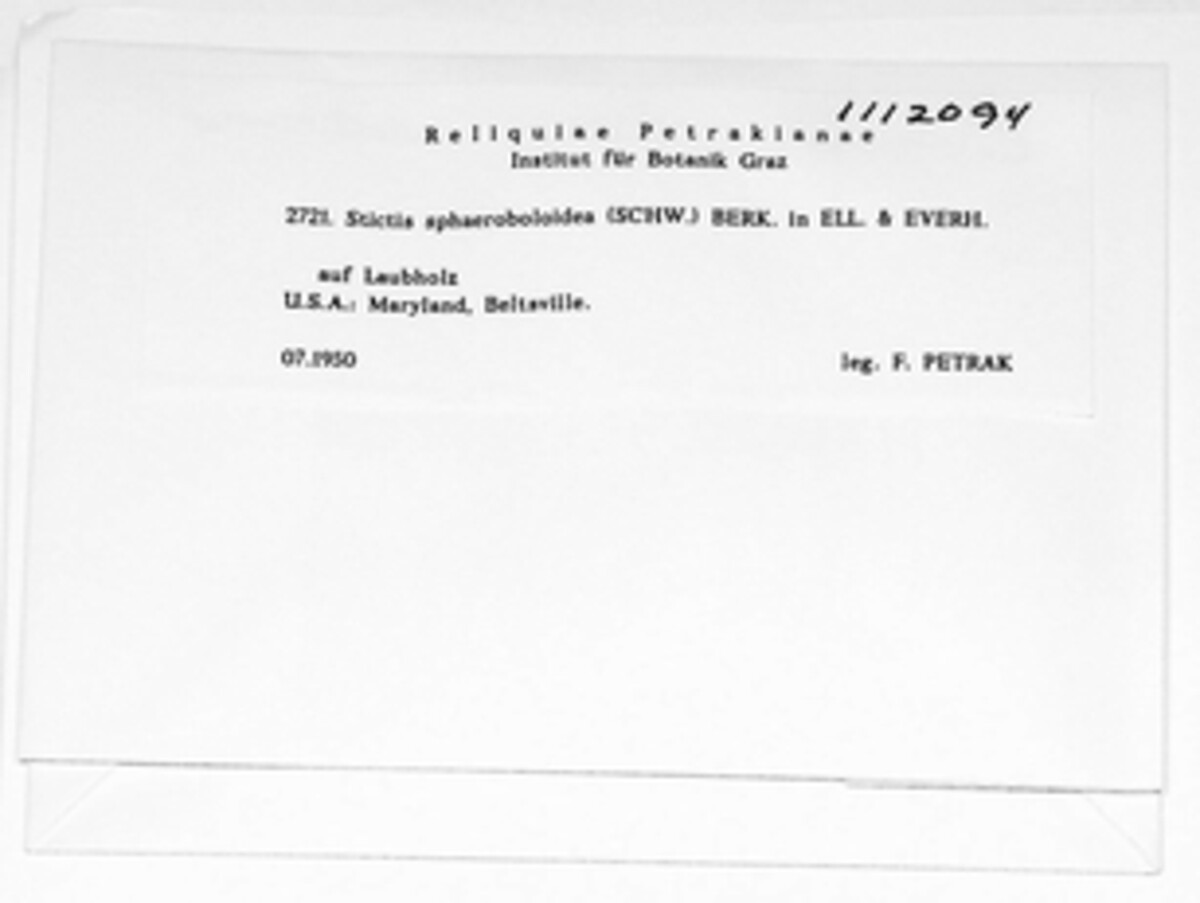 1112094
Reliquiae Petrakianae
Institut für Botanik Graz
2721. Stictis sphaeroboloidea (SCHW.) BERK. in ELL. & EVERH.
auf Laubholz
U.S.A.: Maryland, Beltsville.
07.1950
leg. F. PETRAK